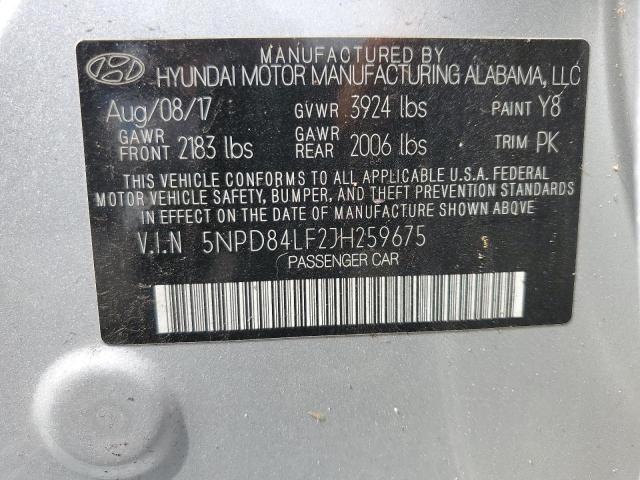 MANUFACTURED BY
HYUNDAI MOTOR MANUFACTURING ALABAMA, LLC
Aug/08/17 GVWR 3924 lbs PAINT Y8
GAWR FRONT 2183 lbs GAWR REAR 2006 lbs TRIM PK
THIS VEHICLE CONFORMS TO ALL APPLICABLE U.S.A. FEDERAL
MOTOR VEHICLE SAFETY, BUMPER, AND THEFT PREVENTION STANDARDS
IN EFFECT ON THE DATE OF MANUFACTURE SHOWN ABOVE
V.I.N 5NPD84LF2JH259675
PASSENGER CAR